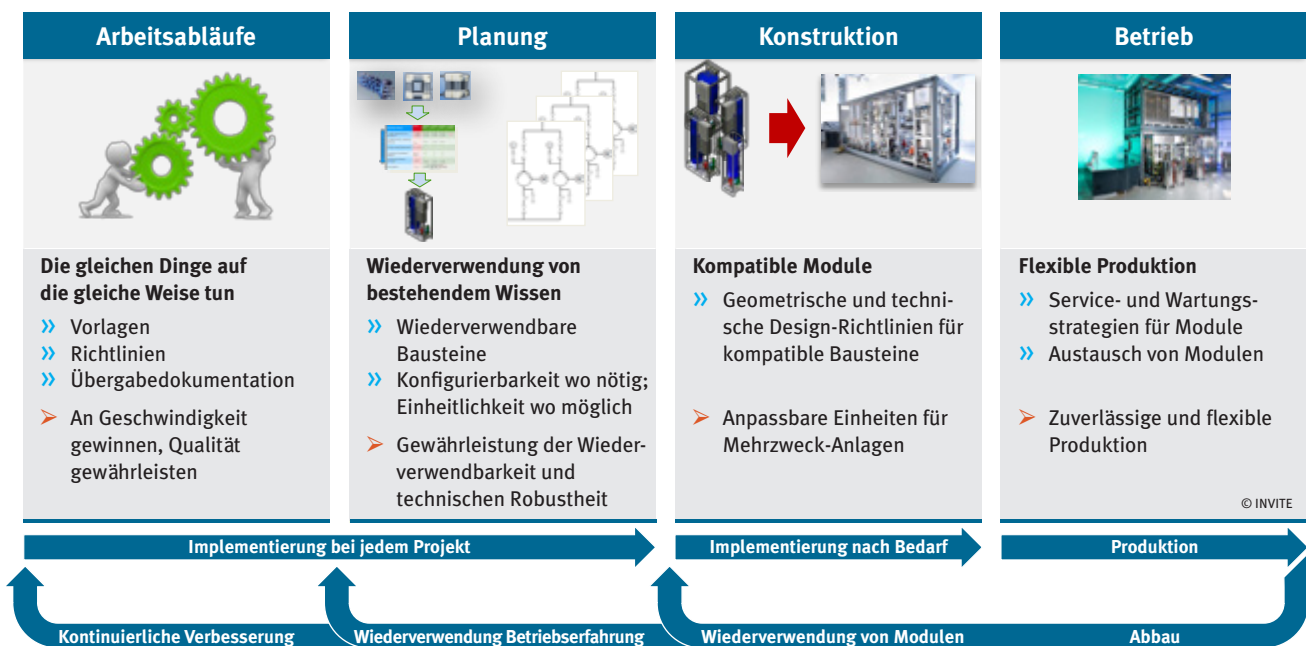 Arbeitsabläufe
Die gleichen Dinge auf
die gleiche Weise tun
» Vorlagen
» Richtlinien
» Übergabedokumentation
➢ An Geschwindigkeit
gewinnen, Qualität
gewährleisten
Planung
Wiederverwendung von
bestehendem Wissen
» Wiederverwendbare
Bausteine
» Konfigurierbarkeit wo nötig;
Einheitlichkeit wo möglich
➢ Gewährleistung der Wieder-
verwendbarkeit und
technischen Robustheit
Konstruktion
Kompatible Module
» Geometrische und techni-
sche Design-Richtlinien für
kompatible Bausteine
➢ Anpassbare Einheiten für
Mehrzweck-Anlagen
Betrieb
Flexible Produktion
» Service- und Wartungs-
strategien für Module
» Austausch von Modulen
➢ Zuverlässige und flexible
Produktion
© INVITE
Implementierung bei jedem Projekt
Implementierung nach Bedarf
Produktion
Kontinuierliche Verbesserung
Wiederverwendung Betriebserfahrung
Wiederverwendung von Modulen
Abbau